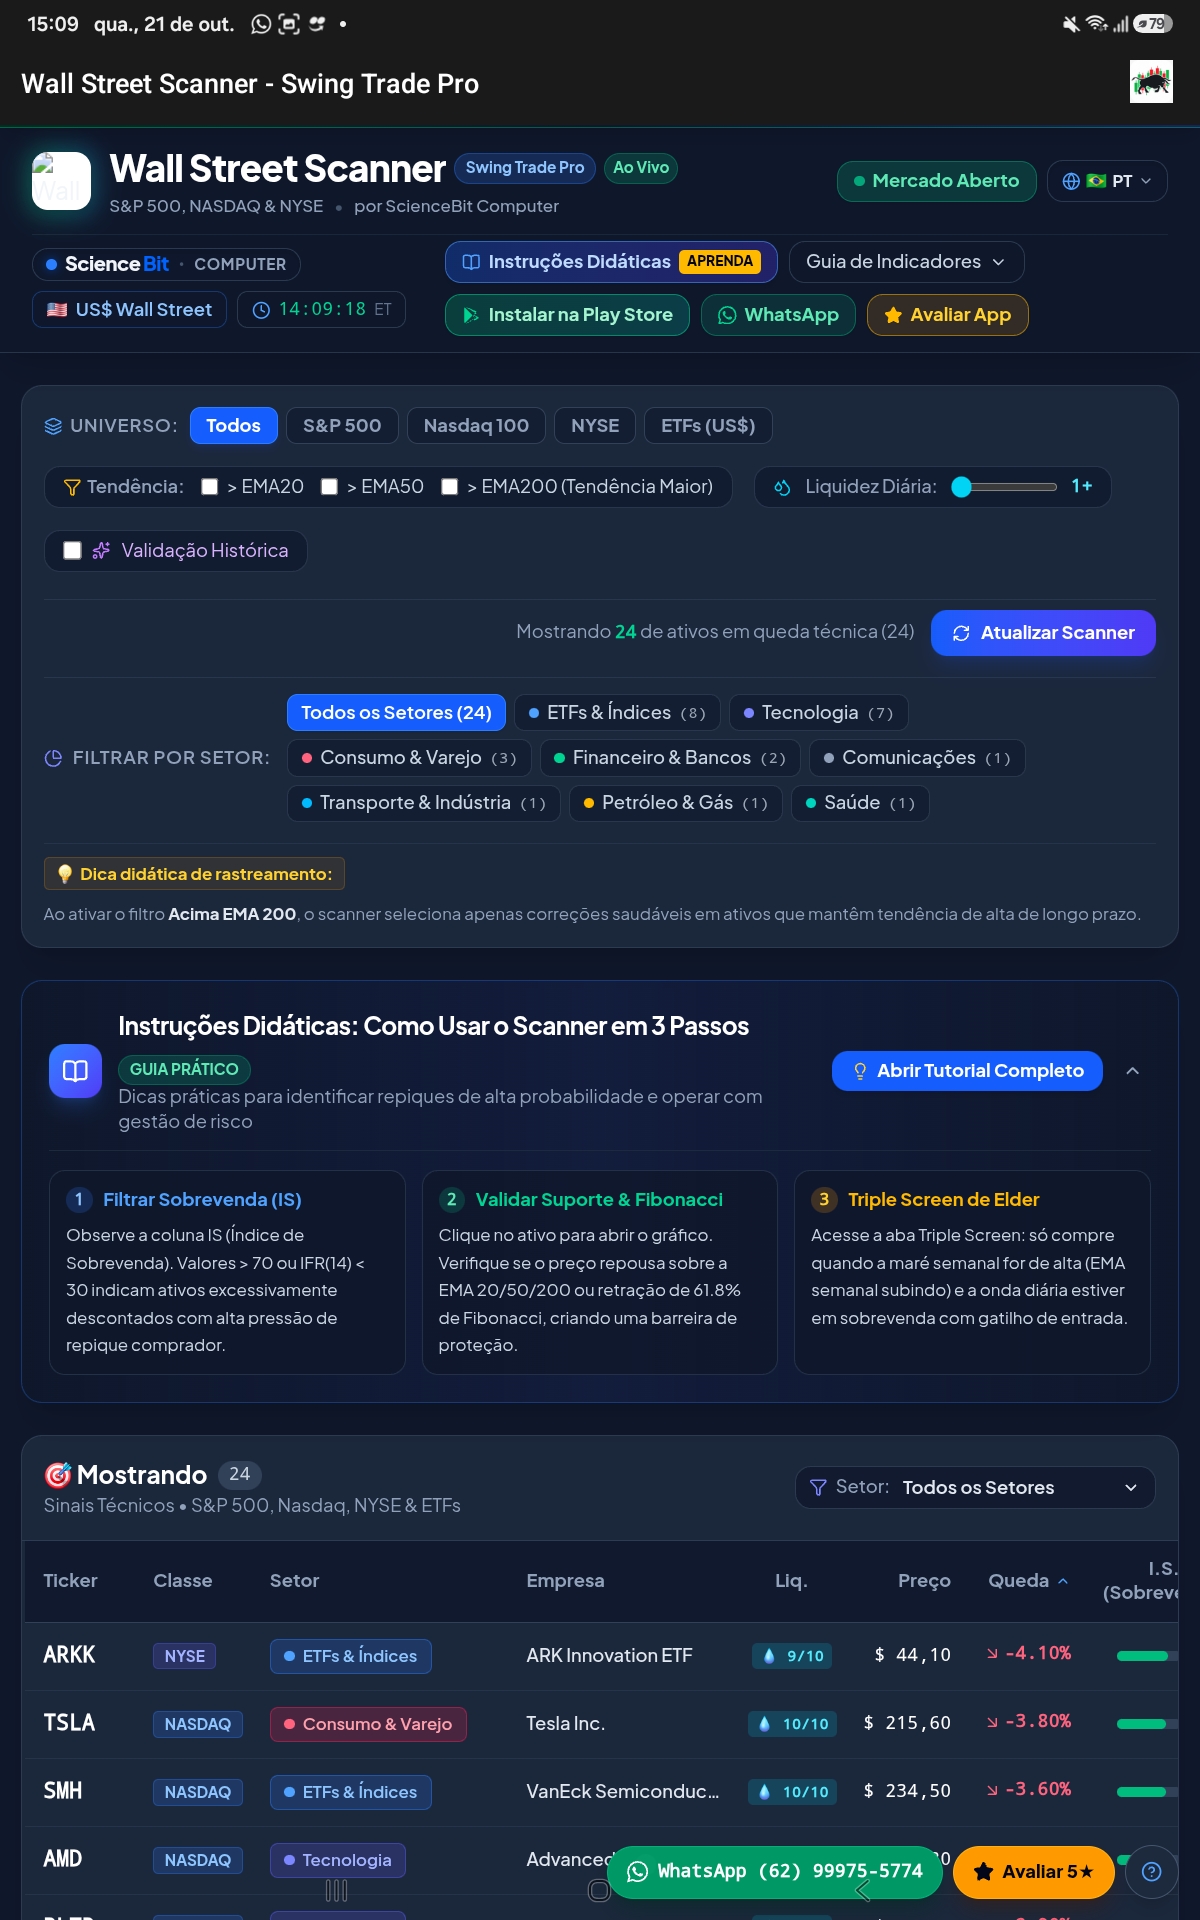 15:09 qua., 21 de out. •
79
Wall Street Scanner - Swing Trade Pro
Wall Street Scanner Swing Trade Pro Ao Vivo
Wall
S&P 500, NASDAQ & NYSE • por ScienceBit Computer
Mercado Aberto
PT
ScienceBit · COMPUTER
Instruções Didáticas APRENDA
Guia de Indicadores
US$ Wall Street
14:09:18 ET
Instalar na Play Store
WhatsApp
Avaliar App
UNIVERSO: Todos S&P 500 Nasdaq 100 NYSE ETFs (US$)
Tendência: > EMA20 > EMA50 > EMA200 (Tendência Maior)
Liquidez Diária: 1+
Validação Histórica
Mostrando 24 de ativos em queda técnica (24)
Atualizar Scanner
FILTRAR POR SETOR:
Todos os Setores (24) ETFs & Índices (8) Tecnologia (7)
Consumo & Varejo (3) Financeiro & Bancos (2) Comunicações (1)
Transporte & Indústria (1) Petróleo & Gás (1) Saúde (1)
Dica didática de rastreamento:
Ao ativar o filtro Acima EMA 200, o scanner seleciona apenas correções saudáveis em ativos que mantêm tendência de alta de longo prazo.
Instruções Didáticas: Como Usar o Scanner em 3 Passos
GUIA PRÁTICO
Dicas práticas para identificar repiques de alta probabilidade e operar com
gestão de risco
Abrir Tutorial Completo
1 Filtrar Sobrevenda (IS)
Observe a coluna IS (Índice de
Sobrevenda). Valores > 70 ou IFR(14) <
30 indicam ativos excessivamente
descontados com alta pressão de
repique comprador.
2 Validar Suporte & Fibonacci
Clique no ativo para abrir o gráfico.
Verifique se o preço repousa sobre a
EMA 20/50/200 ou retração de 61.8%
de Fibonacci, criando uma barreira de
proteção.
3 Triple Screen de Elder
Acesse a aba Triple Screen: só compre
quando a maré semanal for de alta (EMA
semanal subindo) e a onda diária estiver
em sobrevenda com gatilho de entrada.
Mostrando 24
Sinais Técnicos • S&P 500, Nasdaq, NYSE & ETFs
Setor: Todos os Setores
Ticker Classe Setor Empresa Liq. Preço Queda I.S.
(Sobreve
ARKK NYSE ETFs & Índices ARK Innovation ETF 9/10 $ 44,10 -4.10%
TSLA NASDAQ Consumo & Varejo Tesla Inc. 10/10 $ 215,60 -3.80%
SMH NASDAQ ETFs & Índices VanEck Semiconduc... 10/10 $ 234,50 -3.60%
AMD NASDAQ Tecnologia Advanced
WhatsApp (62) 99975-5774
Avaliar 5★
?